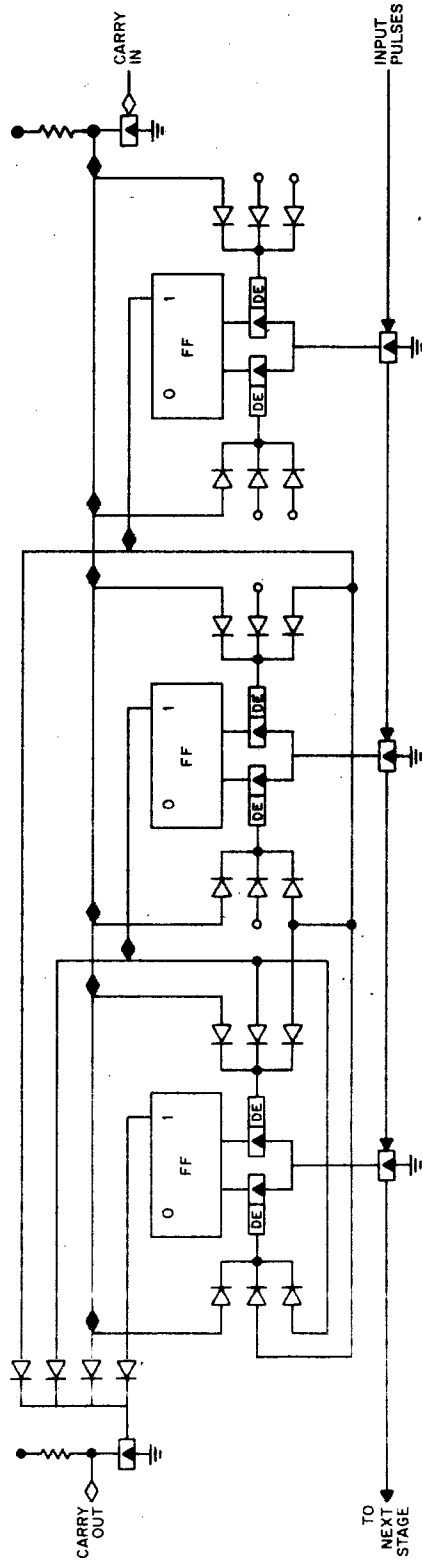 CARRY
OUT
CARRY
IN
0 FF 1
0 FF 1
0 FF 1
DE DE
DE DE
DE DE
TO
NEXT
STAGE
INPUT
PULSES